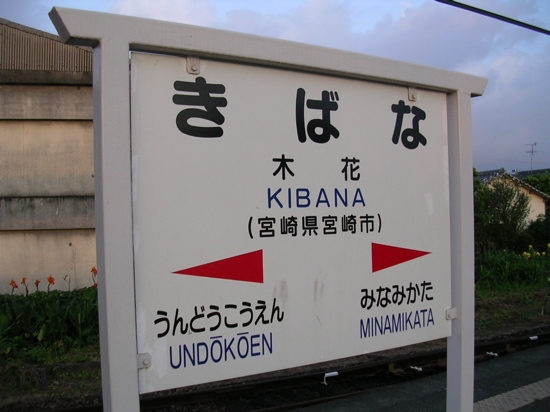 きばな
木花
KIBANA
(宮崎県宮崎市)
うんどうこうえん
UNDŌKŌEN
みなみかた
MINAMIKATA